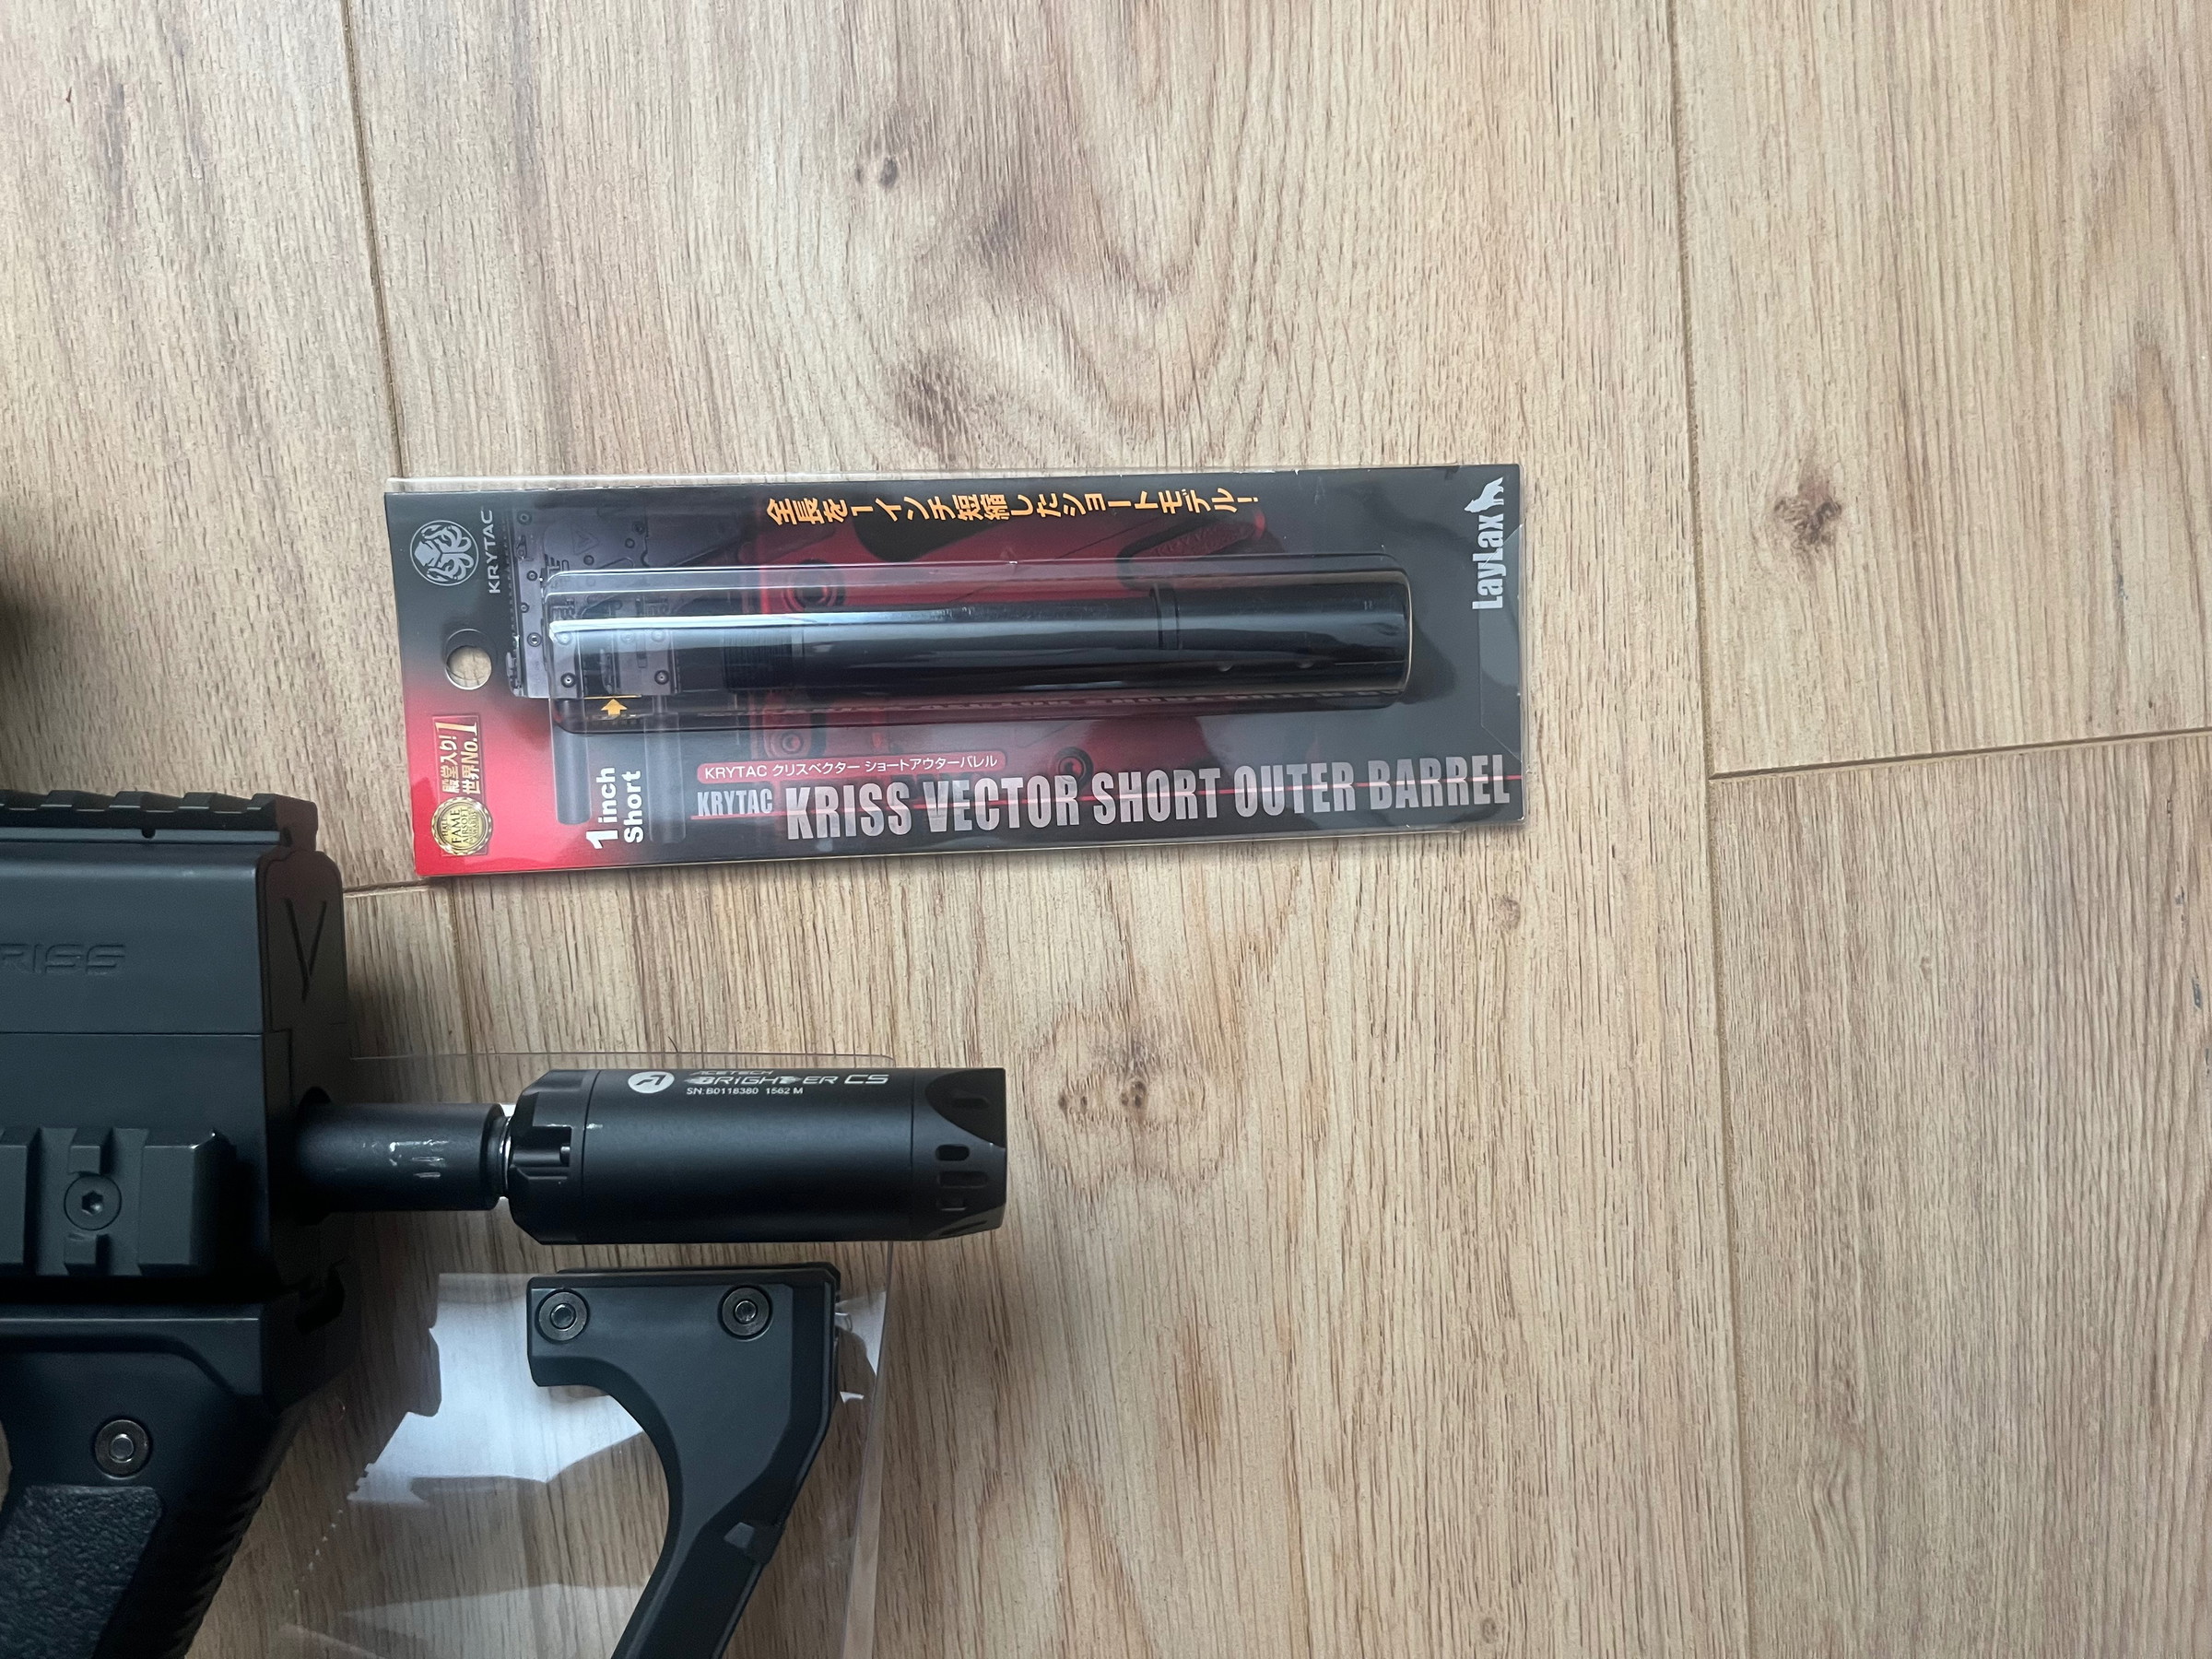 全長を1インチ短縮したショートモデル!
KRYTAC
LayLax
殿堂入り!
世界No.1
FAME
1inch
Short
KRYTAC クリスベクター ショートアウターバレル
KRYTAC KRISS VECTOR SHORT OUTER BARREL
RISS
V
ACETECH
BRIGHTER CS
SN:B0118380 1562 M